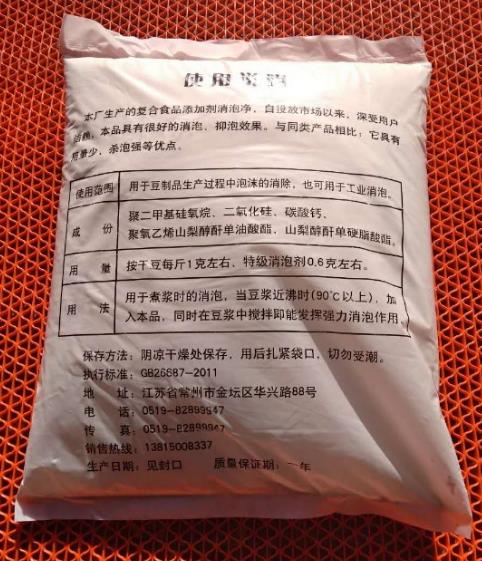 使用说明
本厂生产的复合食品添加剂消泡净，自投放市场以来，深受用户
青睐，本品具有很好的消泡、抑泡效果。与同类产品相比；它具有
用量少、杀泡强等优点。
使用范围 用于豆制品生产过程中泡沫的消除，也可用于工业消泡。
成 份 聚二甲基硅氧烷、二氧化硅、碳酸钙、
聚氧乙烯山梨醇酐单油酸酯、山梨醇酐单硬脂酸酯。
用 量 按干豆每斤1克左右、特级消泡剂0.6克左右。
用 法 用于煮浆时的消泡，当豆浆近沸时(90℃以上)，加
入本品，同时在豆浆中搅拌即能发挥强力消泡作用。
保存方法：阴凉干燥处保存，用后扎紧袋口，切勿受潮。
执行标准：GB26687-2011
地 址：江苏省常州市金坛区华兴路88号
电 话：0519-82899947
传 真：0519-82899947
销售热线：13815008337
生产日期：见封口 质量保证期：一年